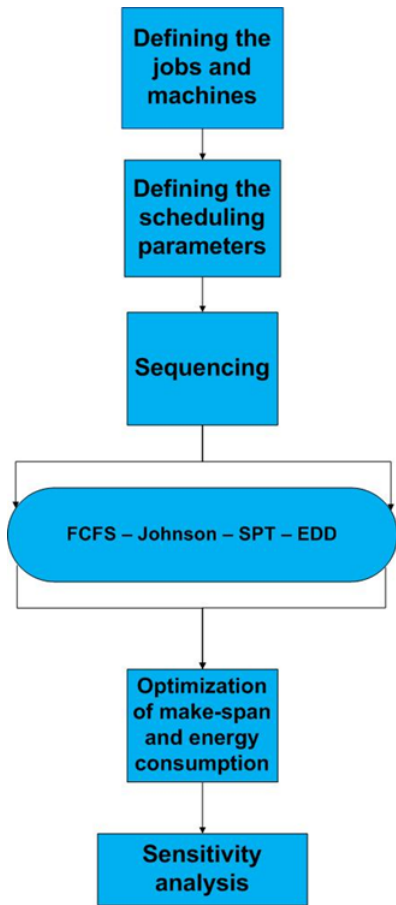 Defining the
jobs and
machines
Defining the
scheduling
parameters
Sequencing
FCFS – Johnson – SPT – EDD
Optimization
of make-span
and energy
consumption
Sensitivity
analysis